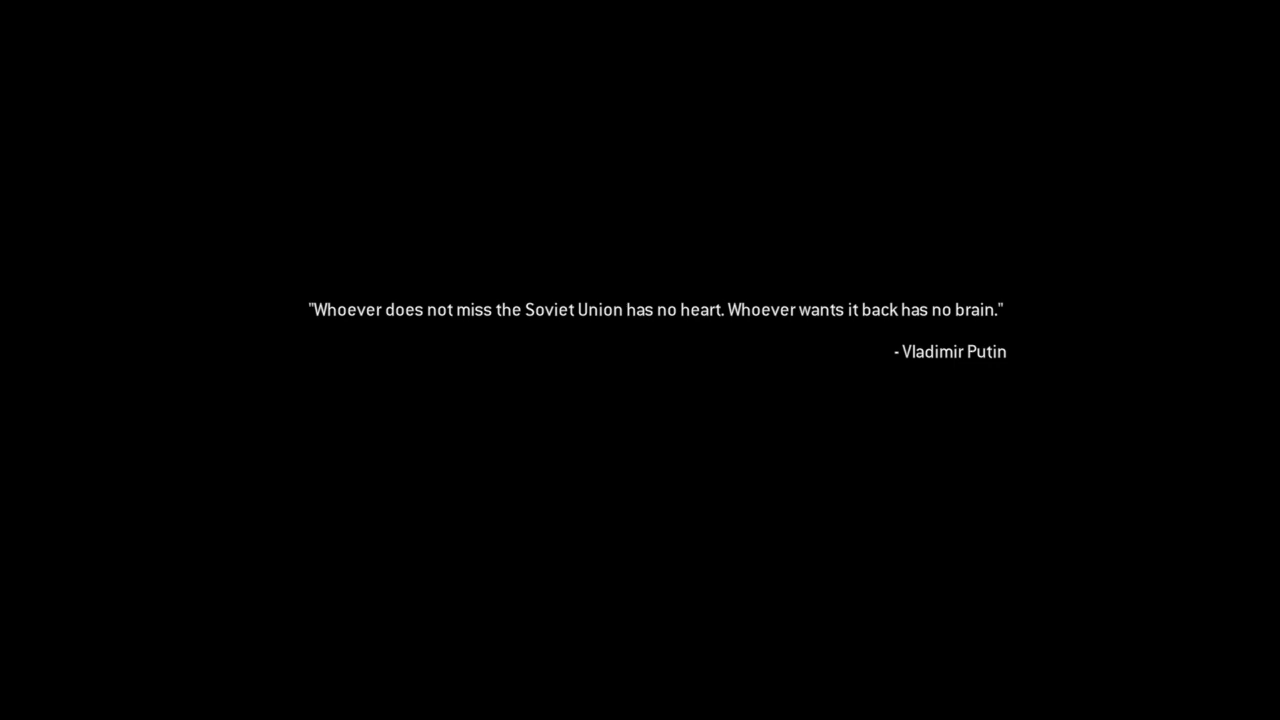 "Whoever does not miss the Soviet Union has no heart. Whoever wants it back has no brain."
- Vladimir Putin